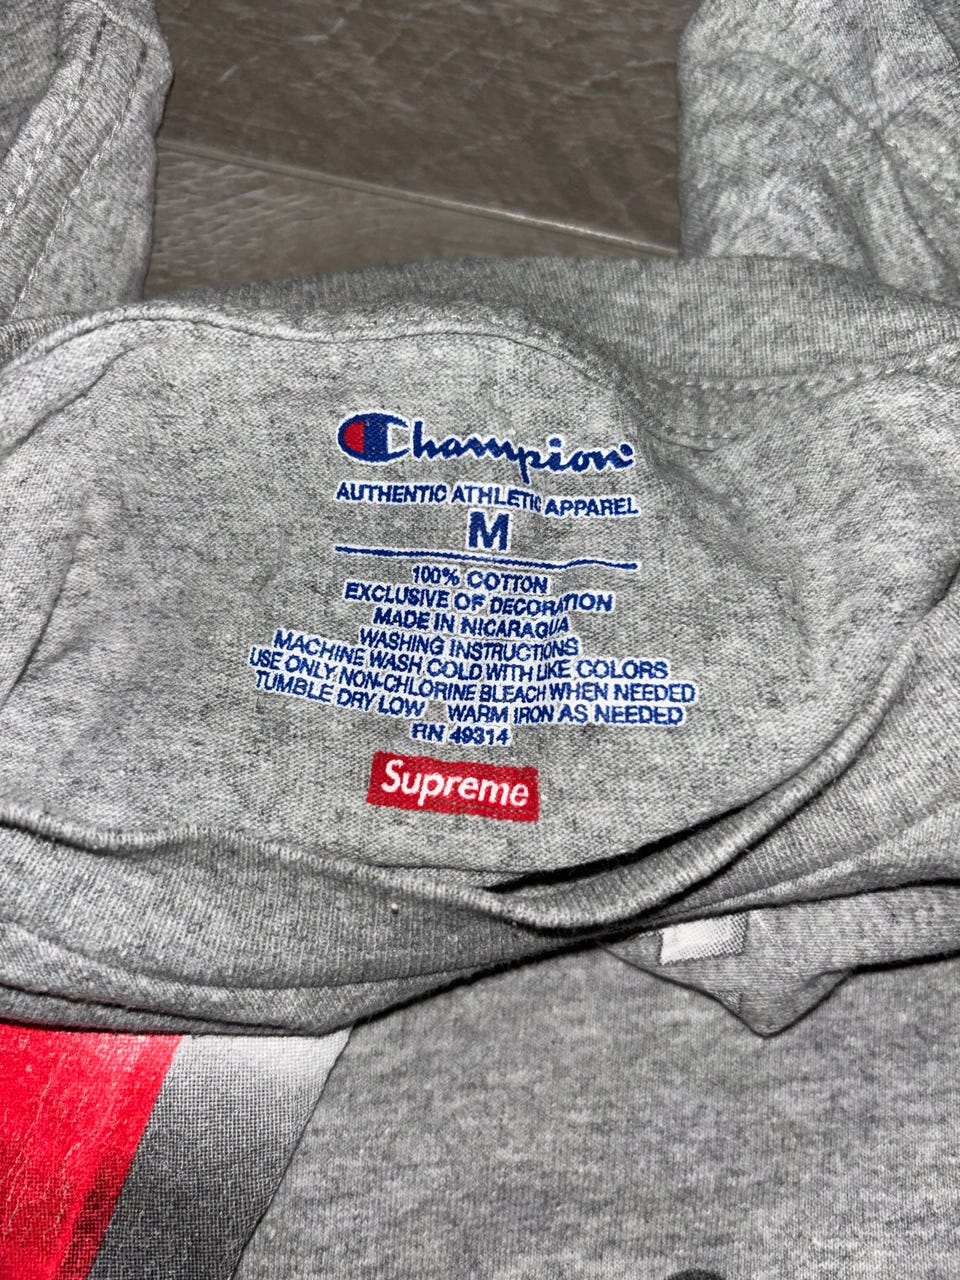 Champion
AUTHENTIC ATHLETIC APPAREL
M
100% COTTON
EXCLUSIVE OF DECORATION
MADE IN NICARAGUA
WASHING INSTRUCTIONS
MACHINE WASH COLD WITH LIKE COLORS
USE ONLY NON-CHLORINE BLEACH WHEN NEEDED
TUMBLE DRY LOW WARM IRON AS NEEDED
RN 49314
Supreme